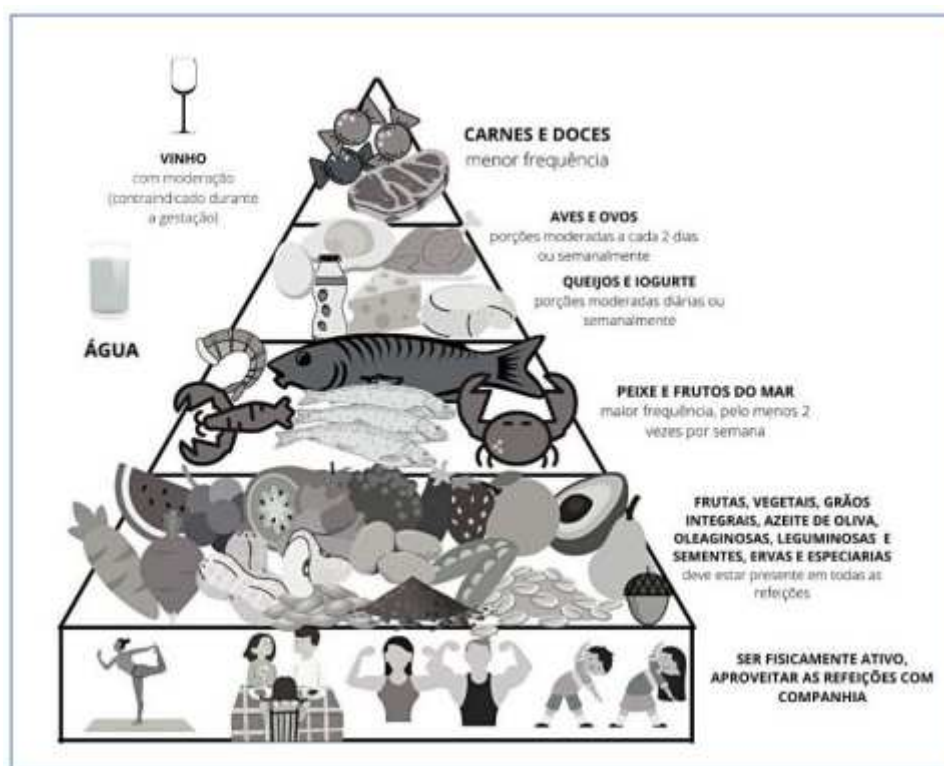 VINHO
com moderação
(contraindicado durante
a gestação)
ÁGUA
CARNES E DOCES
menor frequência
AVES E OVOS
porções moderadas a cada 2 dias
ou semanalmente
QUEIJOS E IOGURTE
porções moderadas diárias ou
semanalmente
PEIXE E FRUTOS DO MAR
maior frequência, pelo menos 2
vezes por semana
FRUTAS, VEGETAIS, GRÃOS
INTEGRAIS, AZEITE DE OLIVA,
OLEAGINOSAS, LEGUMINOSAS E
SEMENTES, ERVAS E ESPECIARIAS
deve estar presente em todas as
refeições
SER FISICAMENTE ATIVO,
APROVEITAR AS REFEIÇÕES COM
COMPANHIA